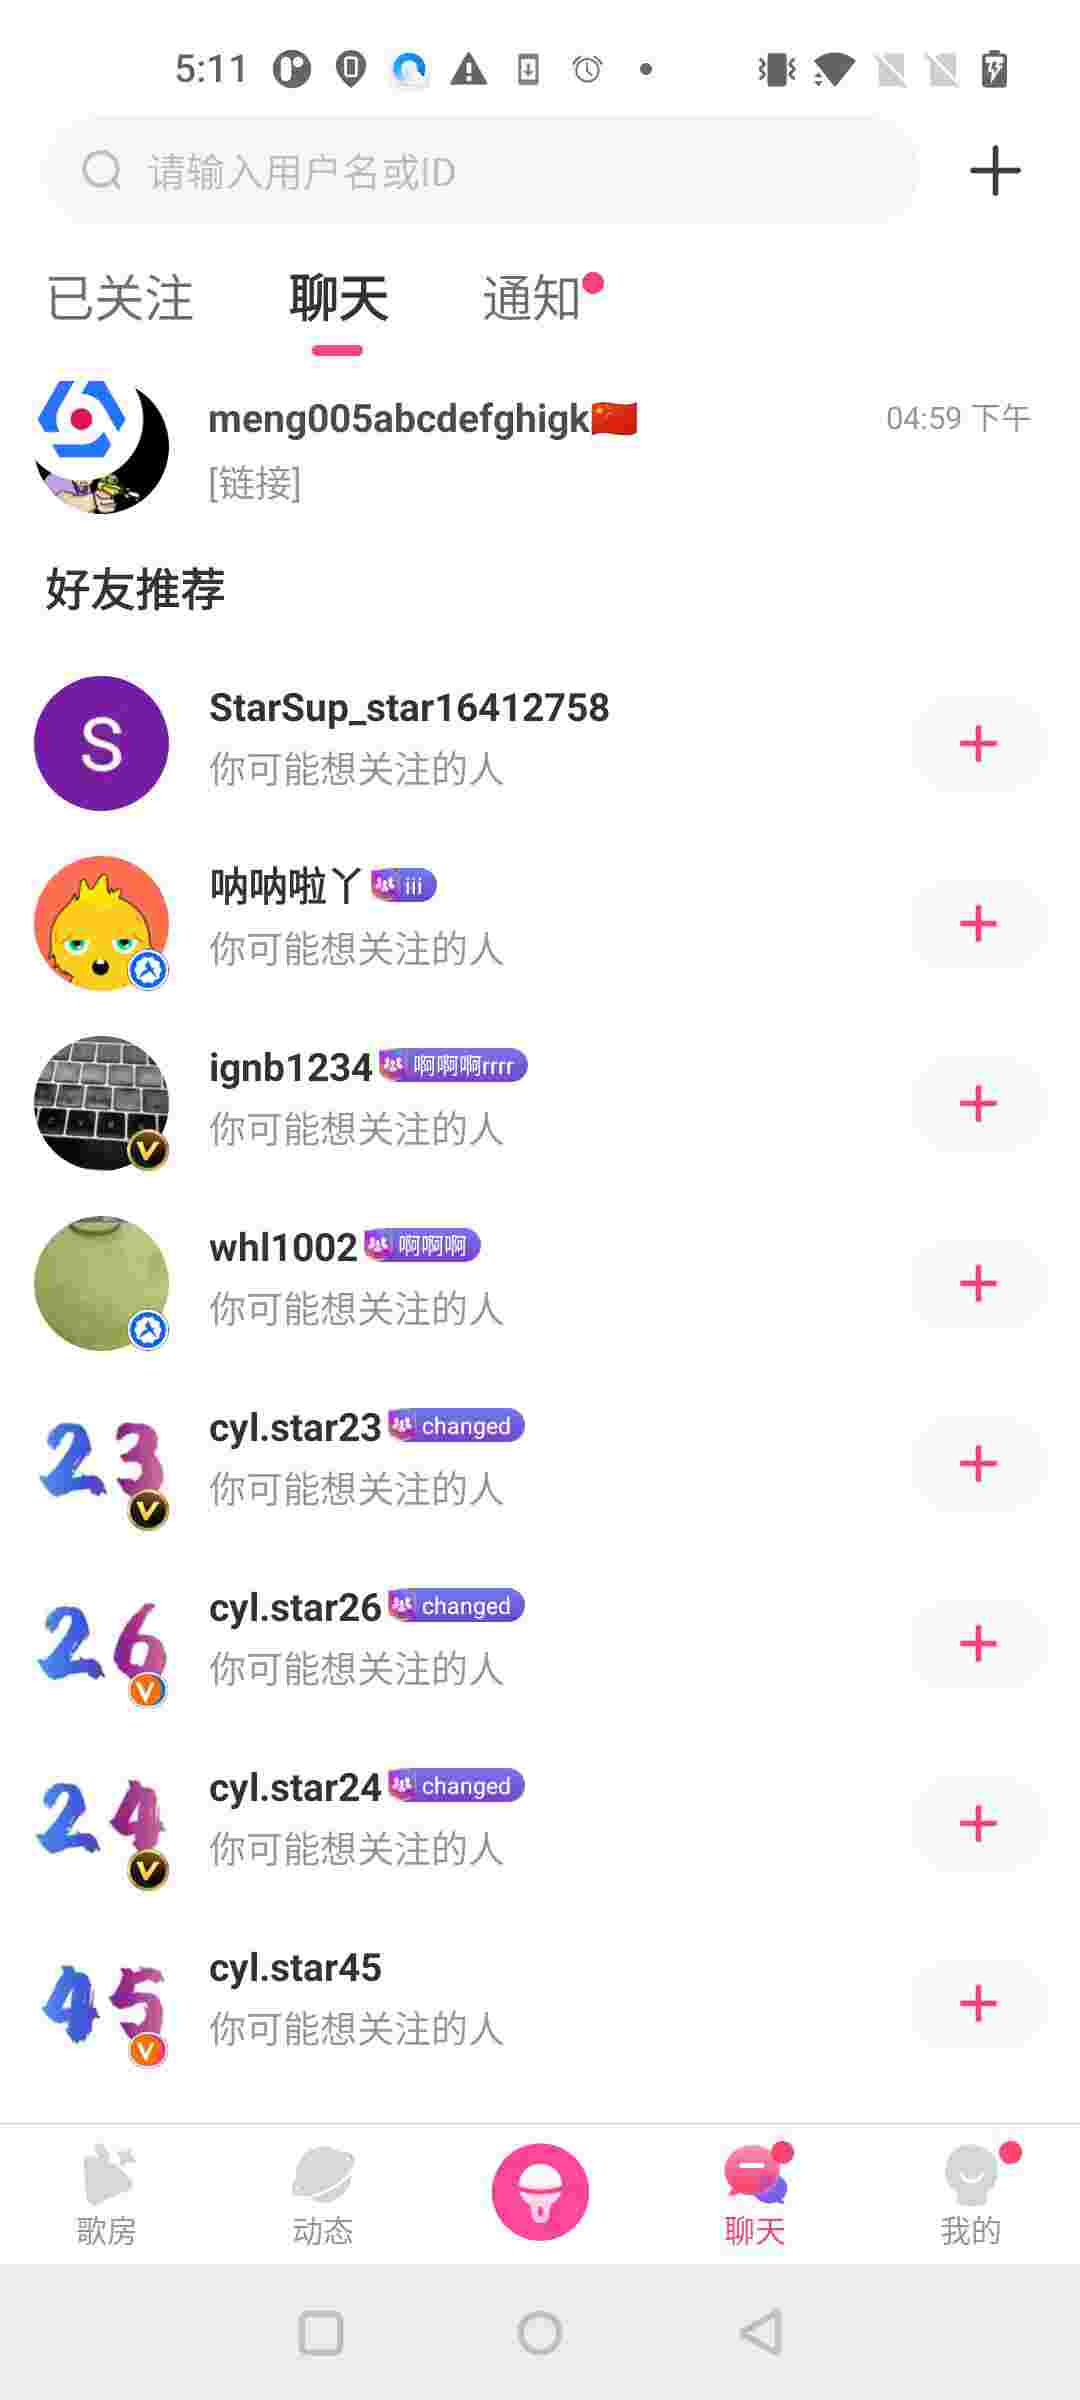 5:11
请输入用户名或ID
已关注 聊天 通知
meng005abcdefghigk🇨🇳 04:59 下午
[链接]
好友推荐
S
StarSup_star16412758
你可能想关注的人
呐呐啦丫 iii
你可能想关注的人
ignb1234 啊啊啊rrrr
你可能想关注的人
whl1002 啊啊啊
你可能想关注的人
23
cyl.star23 changed
你可能想关注的人
26
cyl.star26 changed
你可能想关注的人
24
cyl.star24 changed
你可能想关注的人
45
cyl.star45
你可能想关注的人
歌房 动态 聊天 我的